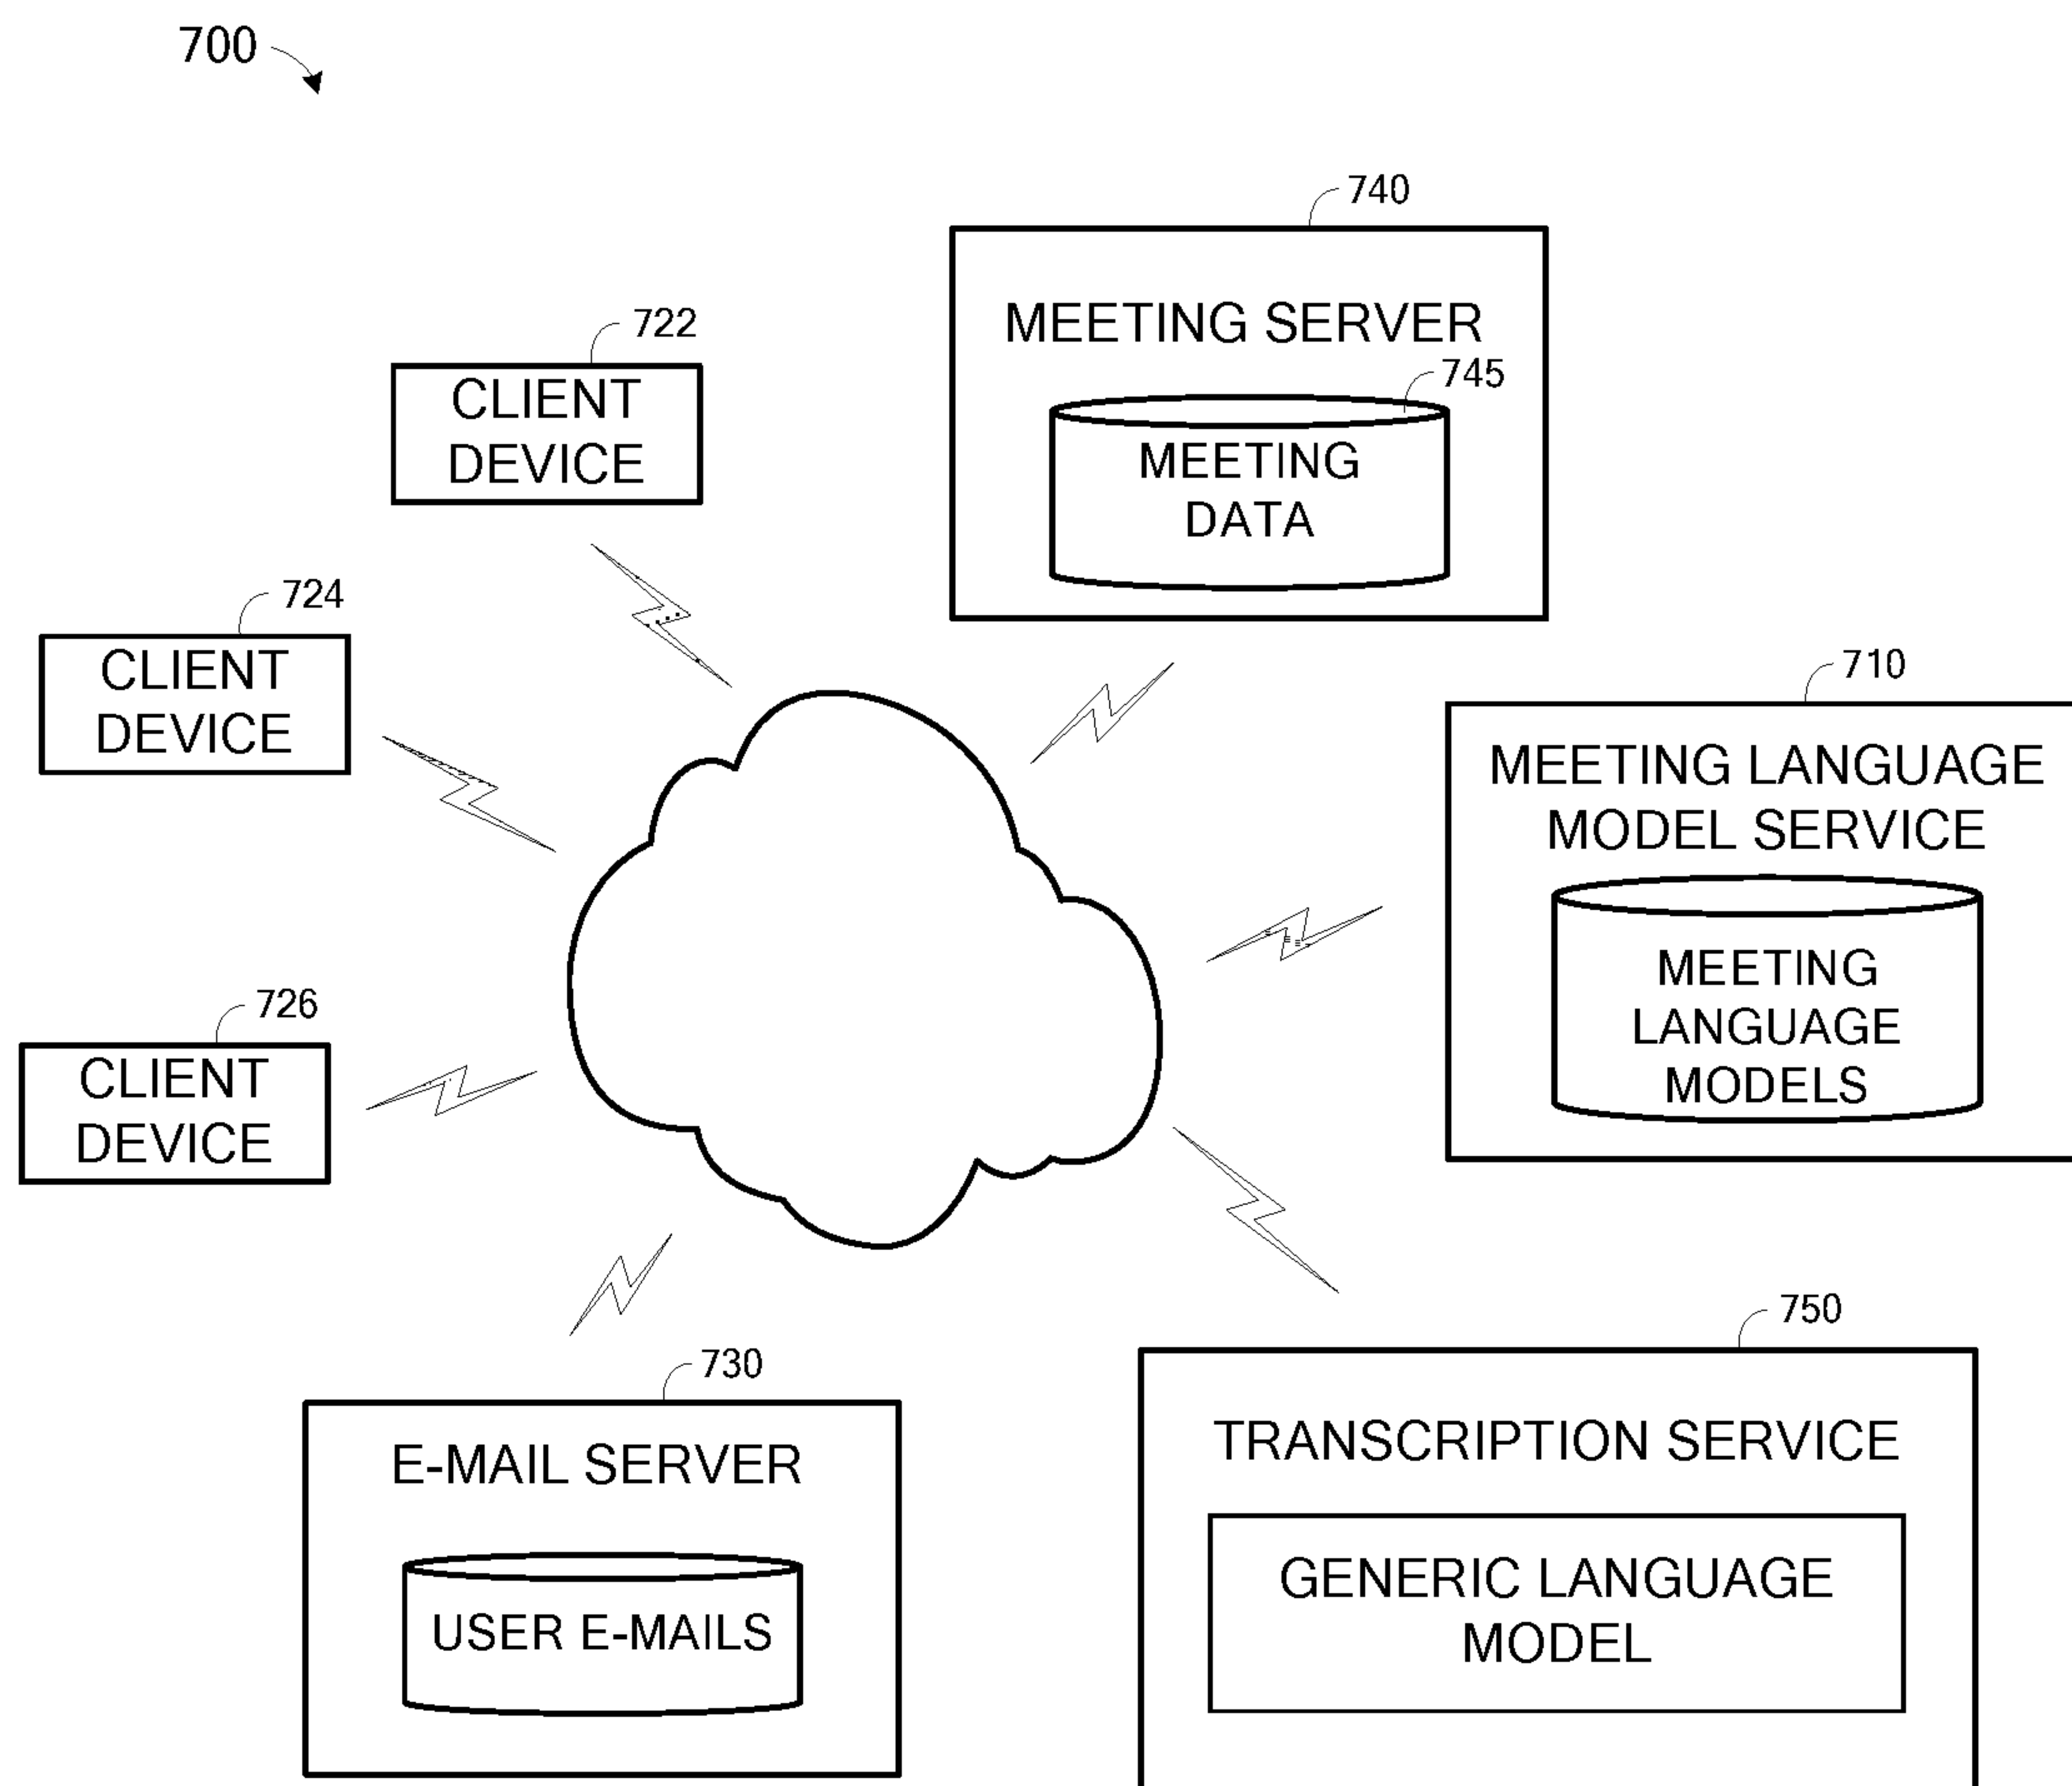 700
740
MEETING SERVER
745
MEETING
DATA
722
CLIENT
DEVICE
724
CLIENT
DEVICE
710
MEETING LANGUAGE
MODEL SERVICE
MEETING
LANGUAGE
MODELS
726
CLIENT
DEVICE
730
E-MAIL SERVER
USER E-MAILS
750
TRANSCRIPTION SERVICE
GENERIC LANGUAGE
MODEL